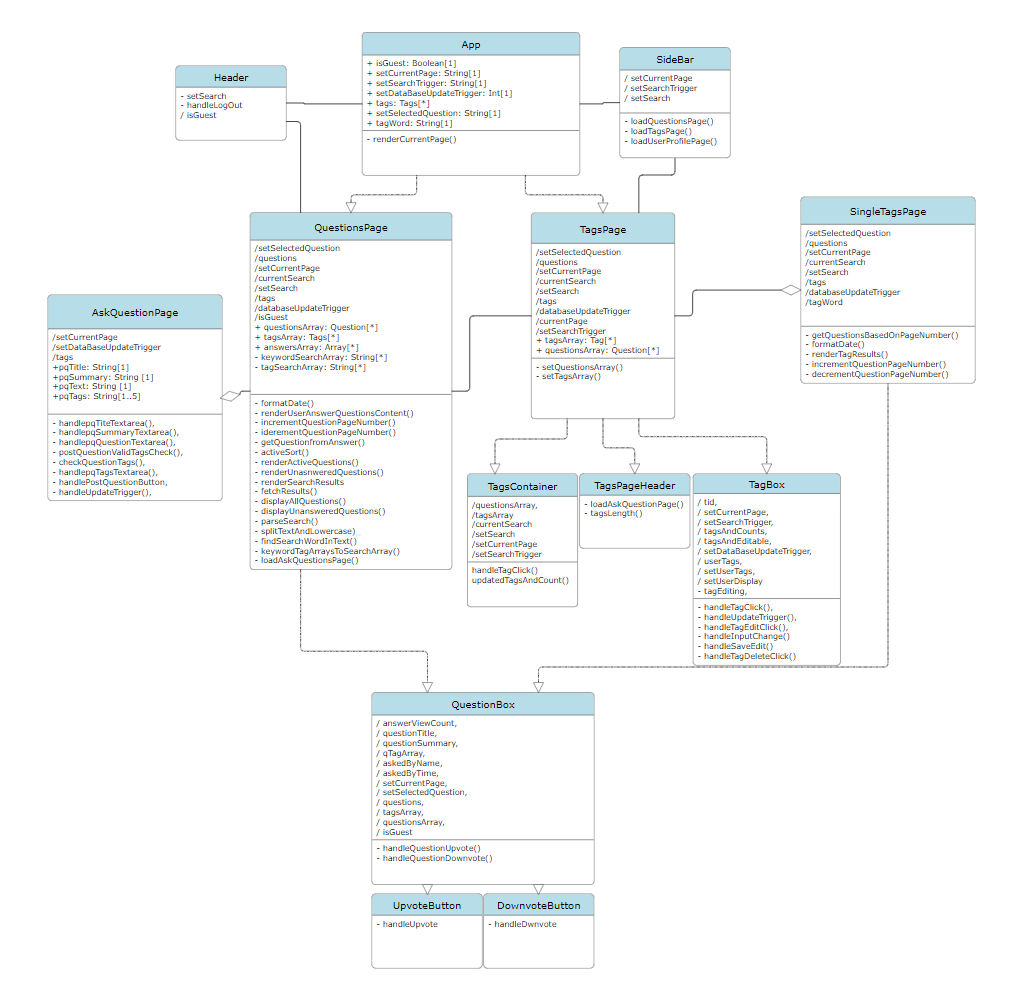 App
+ isGuest: Boolean[1]
+ setCurrentPage: String[1]
+ setSearchTrigger: String[1]
+ setDataBaseUpdateTrigger: Int[1]
+ tags: Tags[*]
+ setSelectedQuestion: String[1]
+ tagWord: String[1]
- renderCurrentPage()
Header
- setSearch
- handleLogOut
/ isGuest
SideBar
/ setCurrentPage
/ setSearchTrigger
/ setSearch
- loadQuestionsPage()
- loadTagsPage()
- loadUserProfilePage()
QuestionsPage
/setSelectedQuestion
/questions
/setCurrentPage
/currentSearch
/setSearch
/tags
/databaseUpdateTrigger
/isGuest
+ questionsArray: Question[*]
+ tagsArray: Tags[*]
+ answersArray: Array[*]
- keywordSearchArray: String[*]
- tagSearchArray: String[*]
- formatDate()
- renderUserAnswerQuestionsContent()
- incrementQuestionPageNumber()
- iderementQuestionPageNumber()
- getQuestionfromAnswer()
- activeSort()
- renderActiveQuestions()
- renderUnasnweredQuestions()
- renderSearchResults
- fetchResults()
- displayAllQuestions()
- displayUnansweredQuestions()
- parseSearch()
- splitTextAndLowercase)
- findSearchWordInText()
- keywordTagArraysToSearchArray()
- loadAskQuestionsPage()
TagsPage
/setSelectedQuestion
/questions
/setCurrentPage
/currentSearch
/setSearch
/tags
/databaseUpdateTrigger
/currentPage
/setSearchTrigger
+ tagsArray: Tag[*]
+ questionsArray: Question[*]
- setQuestionsArray()
- setTagsArray()
SingleTagsPage
/setSelectedQuestion
/questions
/setCurrentPage
/currentSearch
/setSearch
/tags
/databaseUpdateTrigger
/tagWord
- getQuestionsBasedOnPageNumber()
- formatDate()
- renderTagResults()
- incrementQuestionPageNumber()
- decrementQuestionPageNumber()
AskQuestionPage
/setCurrentPage
/setDataBaseUpdateTrigger
/tags
+pqTitle: String[1]
+pqSummary: String [1]
+pqText: String [1]
+pqTags: String[1..5]
- handlepqTiteTextarea(),
- handlepqSummaryTextarea(),
- handlepqQuestionTextarea()
- postQuestionValidTagsCheck(),
- checkQuestionTags(),
- handlepqTagsTextarea(),
- handlePostQuestionButton,
- handleUpdateTrigger(),
TagsContainer
/questionsArray,
/tagsArray
/currentSearch
/setSearch
/setCurrentPage
/setSearchTrigger
handleTagClick()
updatedTagsAndCount()
TagsPageHeader
- loadAskQuestionPage()
- tagsLength()
TagBox
/ tid,
/ setCurrentPage,
/ setSearchTrigger,
/ tagsAndCounts,
/ tagsAndEditable,
/ setDataBaseUpdateTrigger,
/ userTags,
/ setUserTags,
/ setUserDisplay
- tagEditing,
- handleTagClick(),
- handleUpdateTrigger(),
- handleTagEditClick(),
- handleInputChange()
- handleSaveEdit()
- handleTagDeleteClick()
QuestionBox
/ answerViewCount,
/ questionTitle,
/ questionSummary,
/ qTagArray,
/ askedByName,
/ askedByTime,
/ setCurrentPage,
/ setSelectedQuestion,
/ questions,
/ tagsArray,
/ questionsArray,
/ isGuest
- handleQuestionUpvote()
- handleQuestionDownvote()
UpvoteButton
- handleUpvote
DownvoteButton
- handleDwnvote